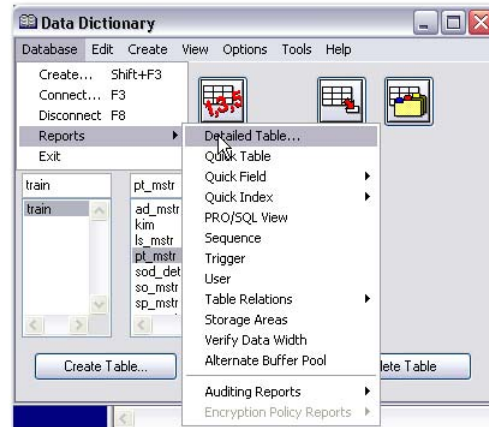 Data Dictionary
Database Edit Create View Options Tools Help
Create... Shift+F3
Connect... F3
Disconnect F8
Reports
Exit
1,3,5
Detailed Table...
Quick Table
Quick Field
Quick Index
PRO/SQL View
Sequence
Trigger
User
Table Relations
Storage Areas
Verify Data Width
Alternate Buffer Pool
Auditing Reports
Encryption Policy Reports
train
train
pt_mstr
ad_mstr
kim
ls_mstr
pt_mstr
sod_det
so_mstr
sp_mstr
Create Table...
lete Table